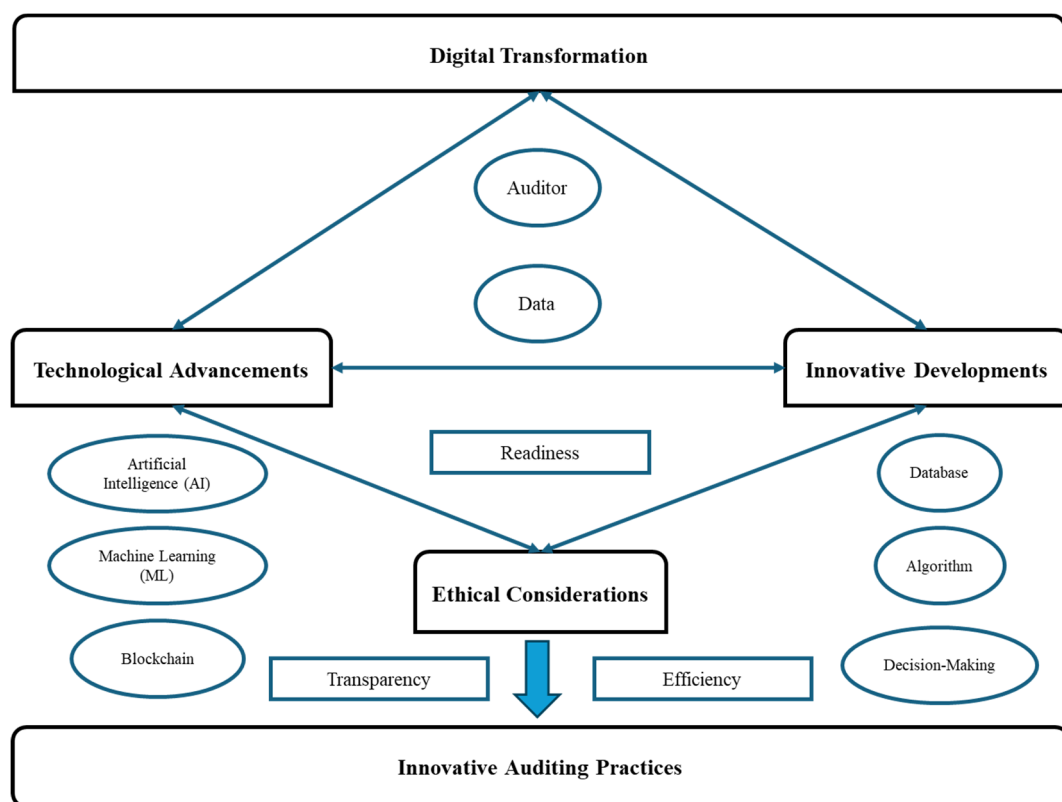 Digital Transformation
Auditor
Data
Technological Advancements
Innovative Developments
Readiness
Artificial
Intelligence (AI)
Database
Machine Learning
(ML)
Algorithm
Ethical Considerations
Blockchain
Transparency
Efficiency
Decision-Making
Innovative Auditing Practices